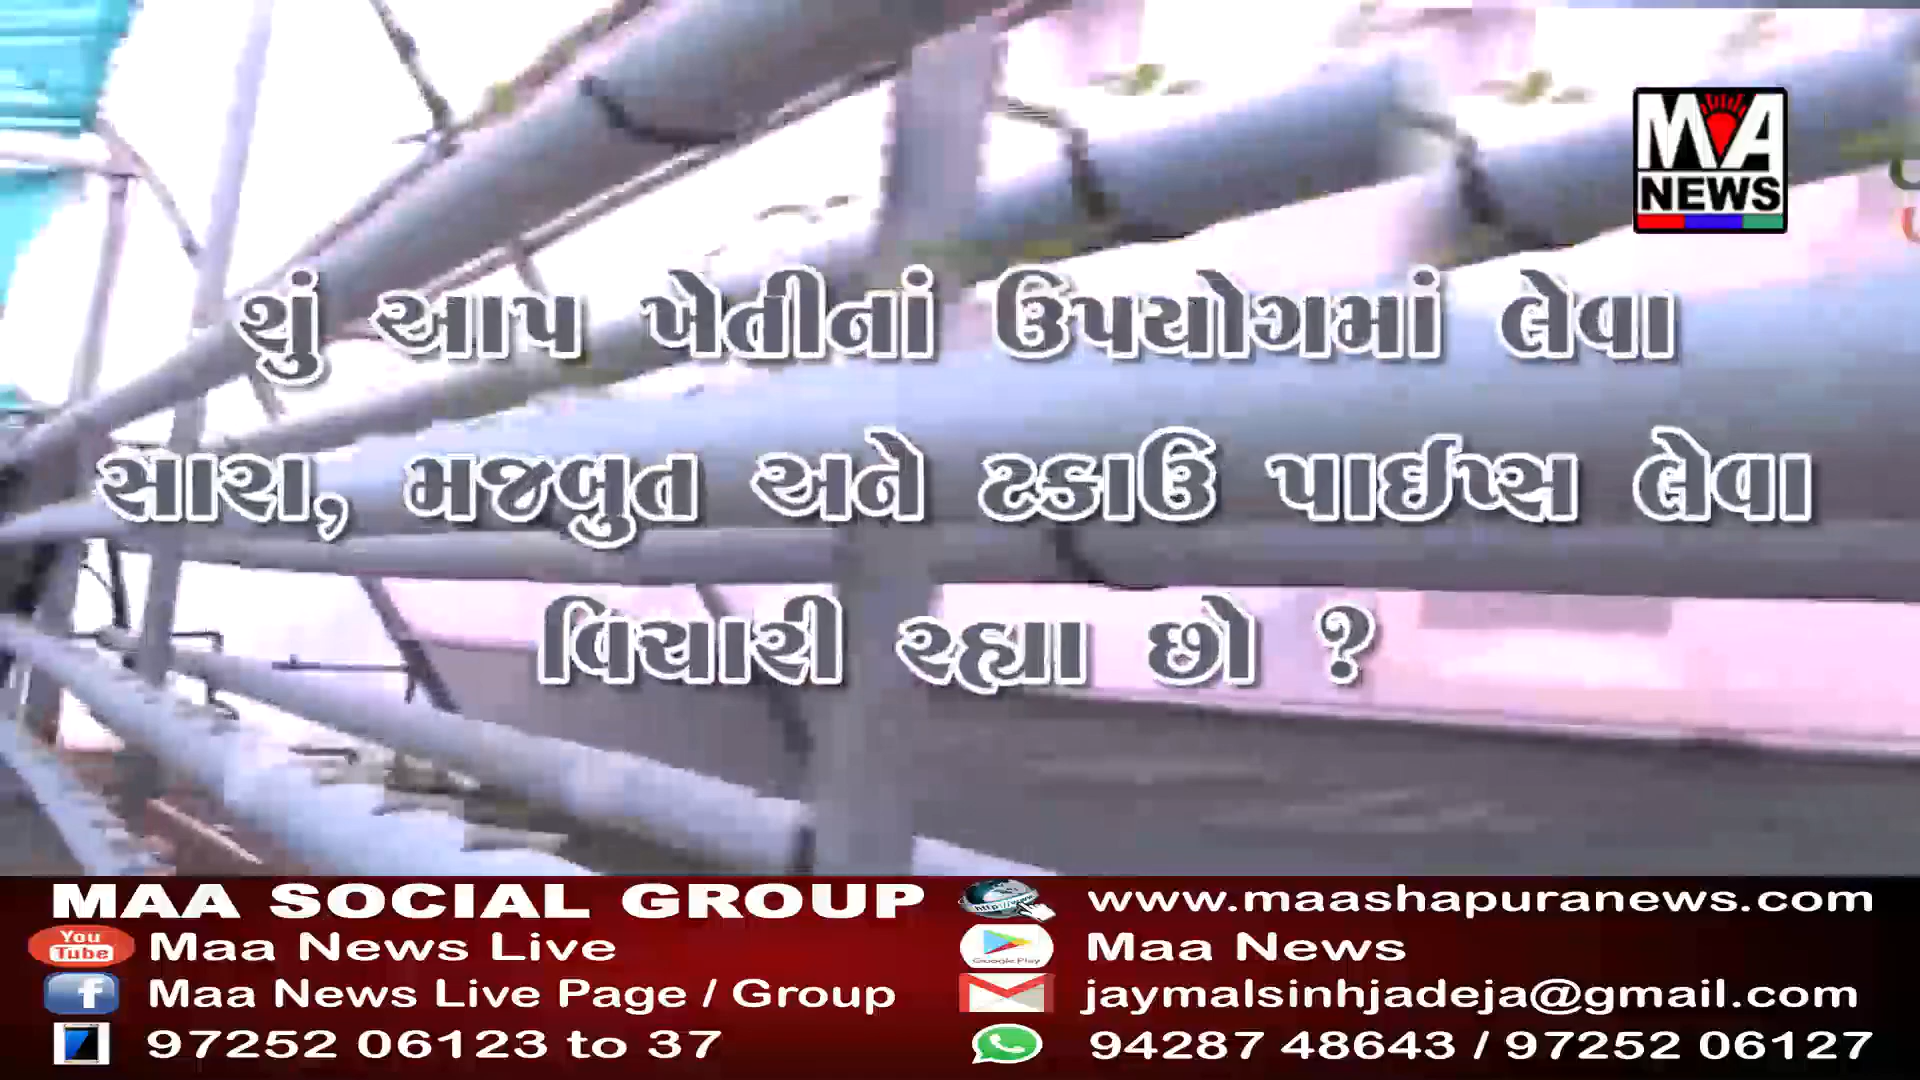 MAA
NEWS
શું આપ ખેતીનાં ઉપયોગમાં લેવા
સારા, મજબુત અને ટકાઉ પાઈપ્સ લેવા
વિચારી રહ્યા છો ?
MAA SOCIAL GROUP
www.maashapuranews.com
You Tube
Maa News Live
Google Play
Maa News
Maa News Live Page / Group
jaymalsinhjadeja@gmail.com
97252 06123 to 37
94287 48643 / 97252 06127